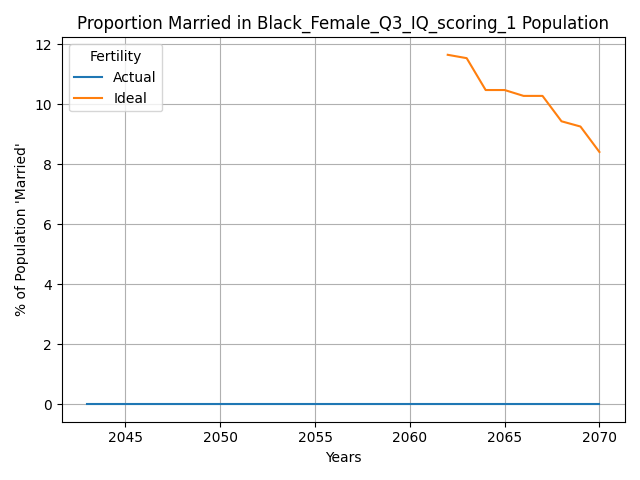 Proportion Married in Black_Female_Q3_IQ_scoring_1 Population
Fertility
Actual
Ideal
12
10
8
6
4
2
0
% of Population 'Married'
2045
2050
2055
2060
2065
2070
Years